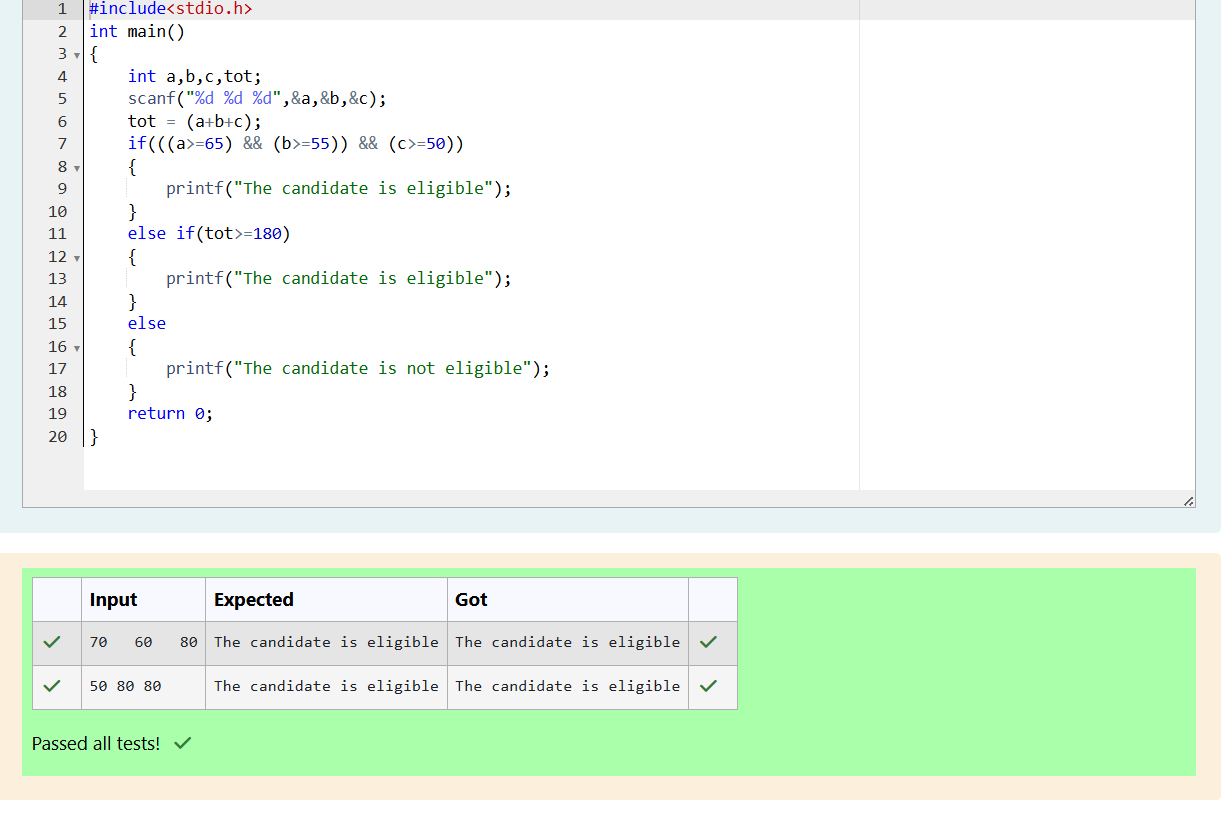 1 #include<stdio.h>
2 int main()
3 {
4     int a,b,c,tot;
5     scanf("%d %d %d",&a,&b,&c);
6     tot = (a+b+c);
7     if(((a>=65) && (b>=55)) && (c>=50))
8     {
9         printf("The candidate is eligible");
10     }
11     else if(tot>=180)
12     {
13         printf("The candidate is eligible");
14     }
15     else
16     {
17         printf("The candidate is not eligible");
18     }
19     return 0;
20 }
Input Expected Got
70   60   80 The candidate is eligible The candidate is eligible
50 80 80 The candidate is eligible The candidate is eligible
Passed all tests!